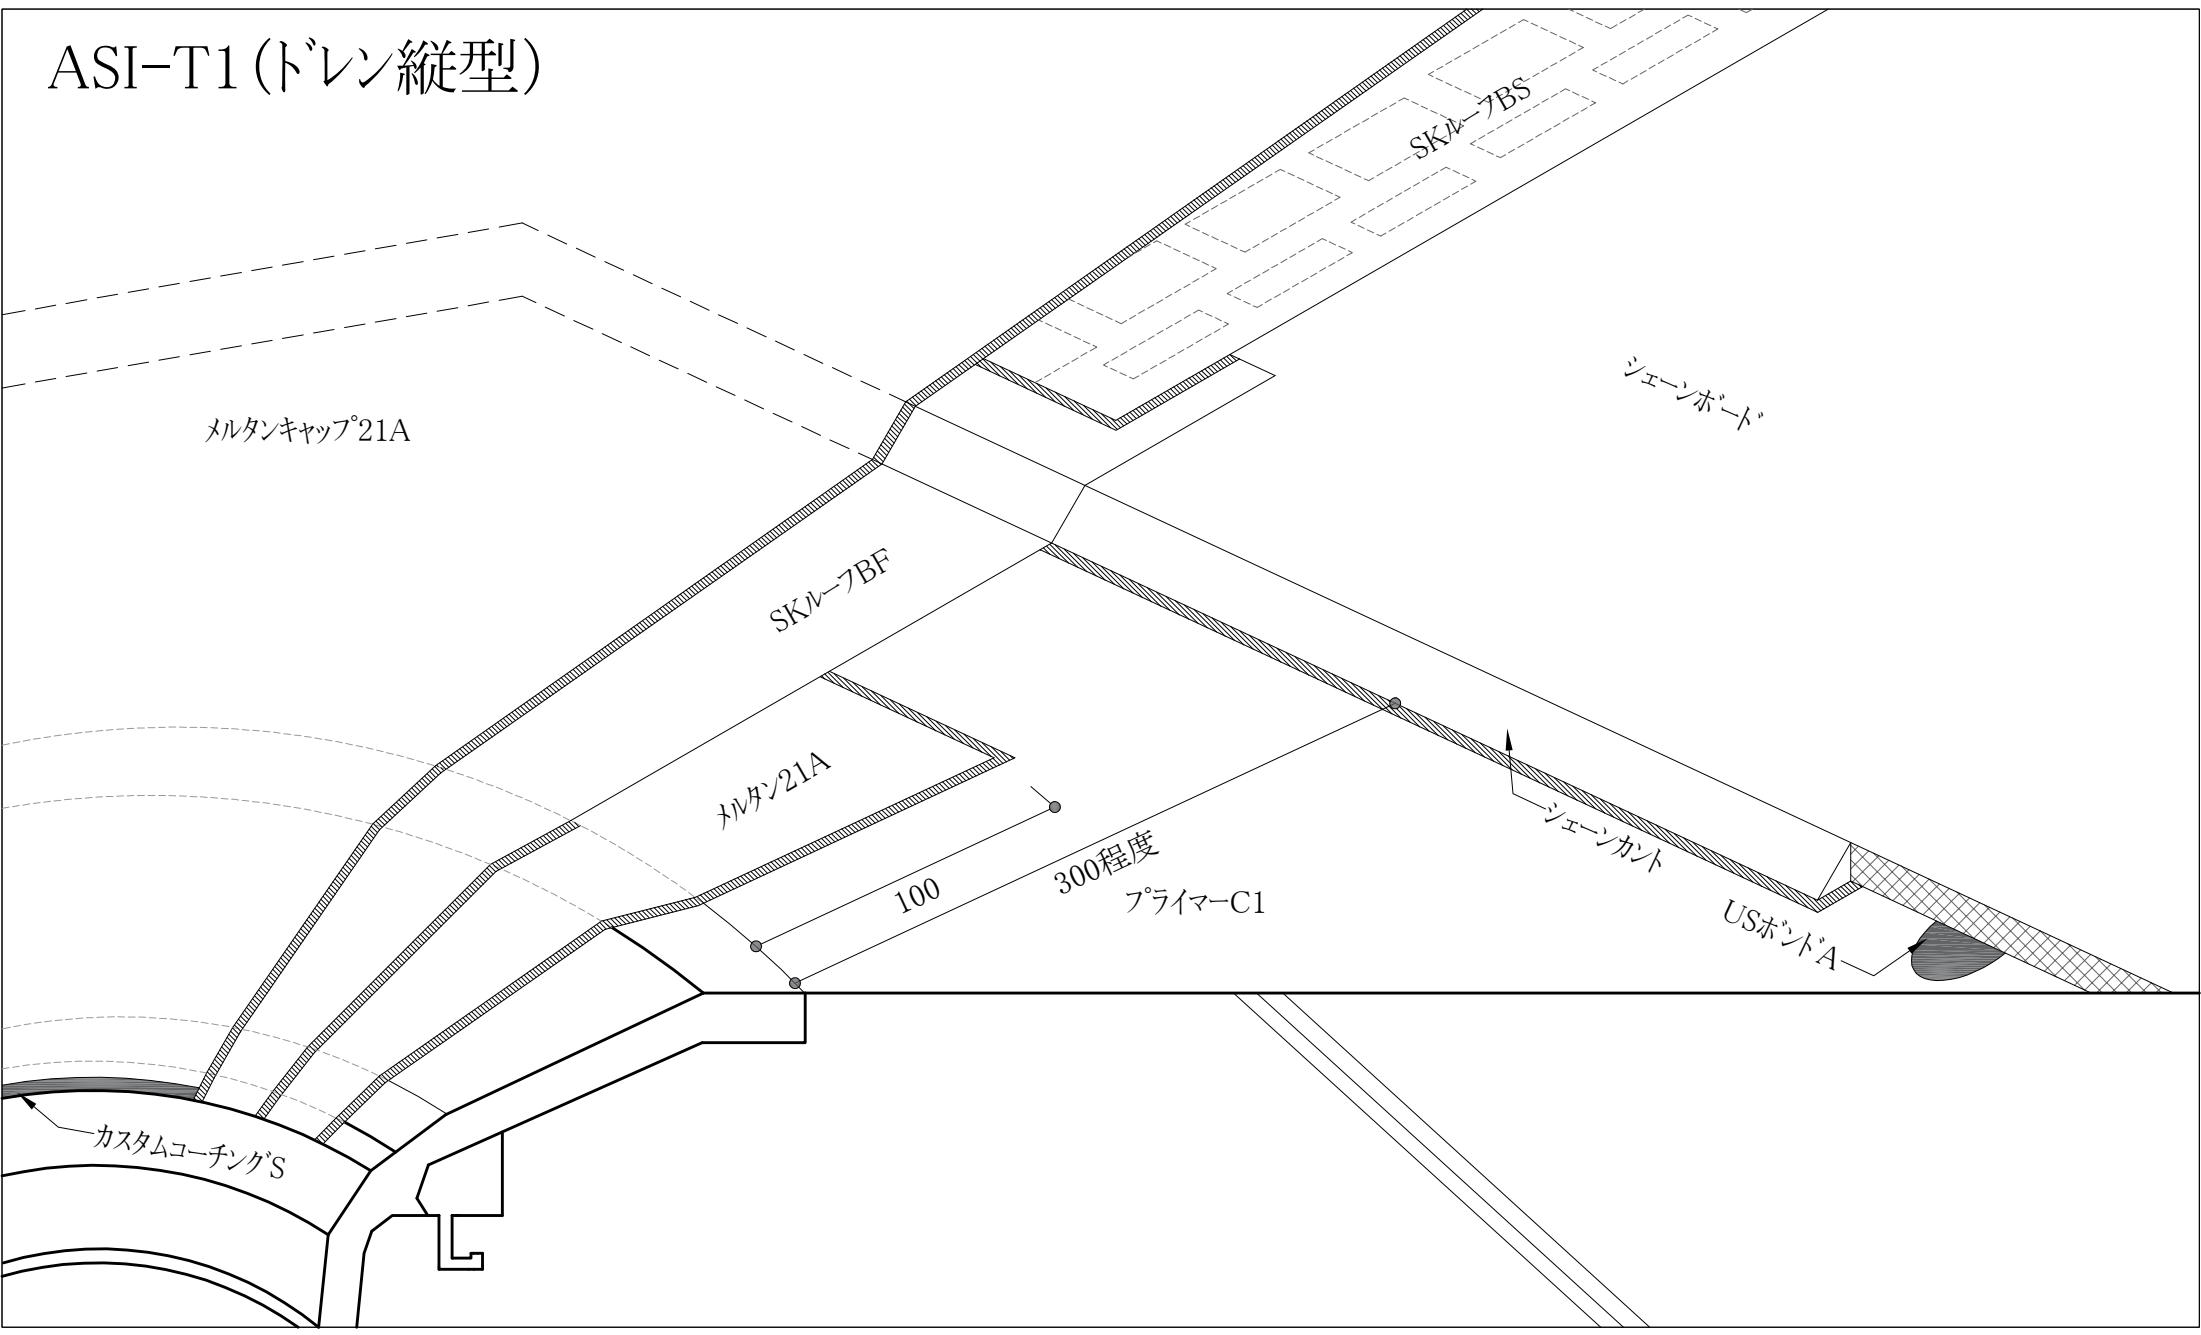 ASI-T1(ドレン縦型)
SKルーフBS
シェーンボード
メルタンキャップ21A
SKルーフBF
メルタン21A
シェーンカント
300程度
100
プライマーC1
USボンドA
カスタムコーチングS